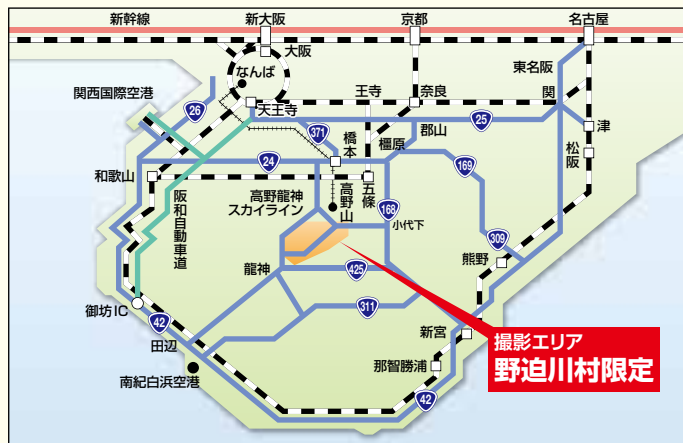 新幹線
新大阪
京都
名古屋
大阪
なんば
東名阪
関西国際空港
王寺
奈良
関
天王寺
26
371
25
津
郡山
橋本
橿原
松阪
24
169
和歌山
高野龍神
スカイライン
高野山
五條
168
小代下
阪和自動車道
309
熊野
龍神
425
311
御坊IC
42
新宮
田辺
撮影エリア
野迫川村限定
那智勝浦
南紀白浜空港
42